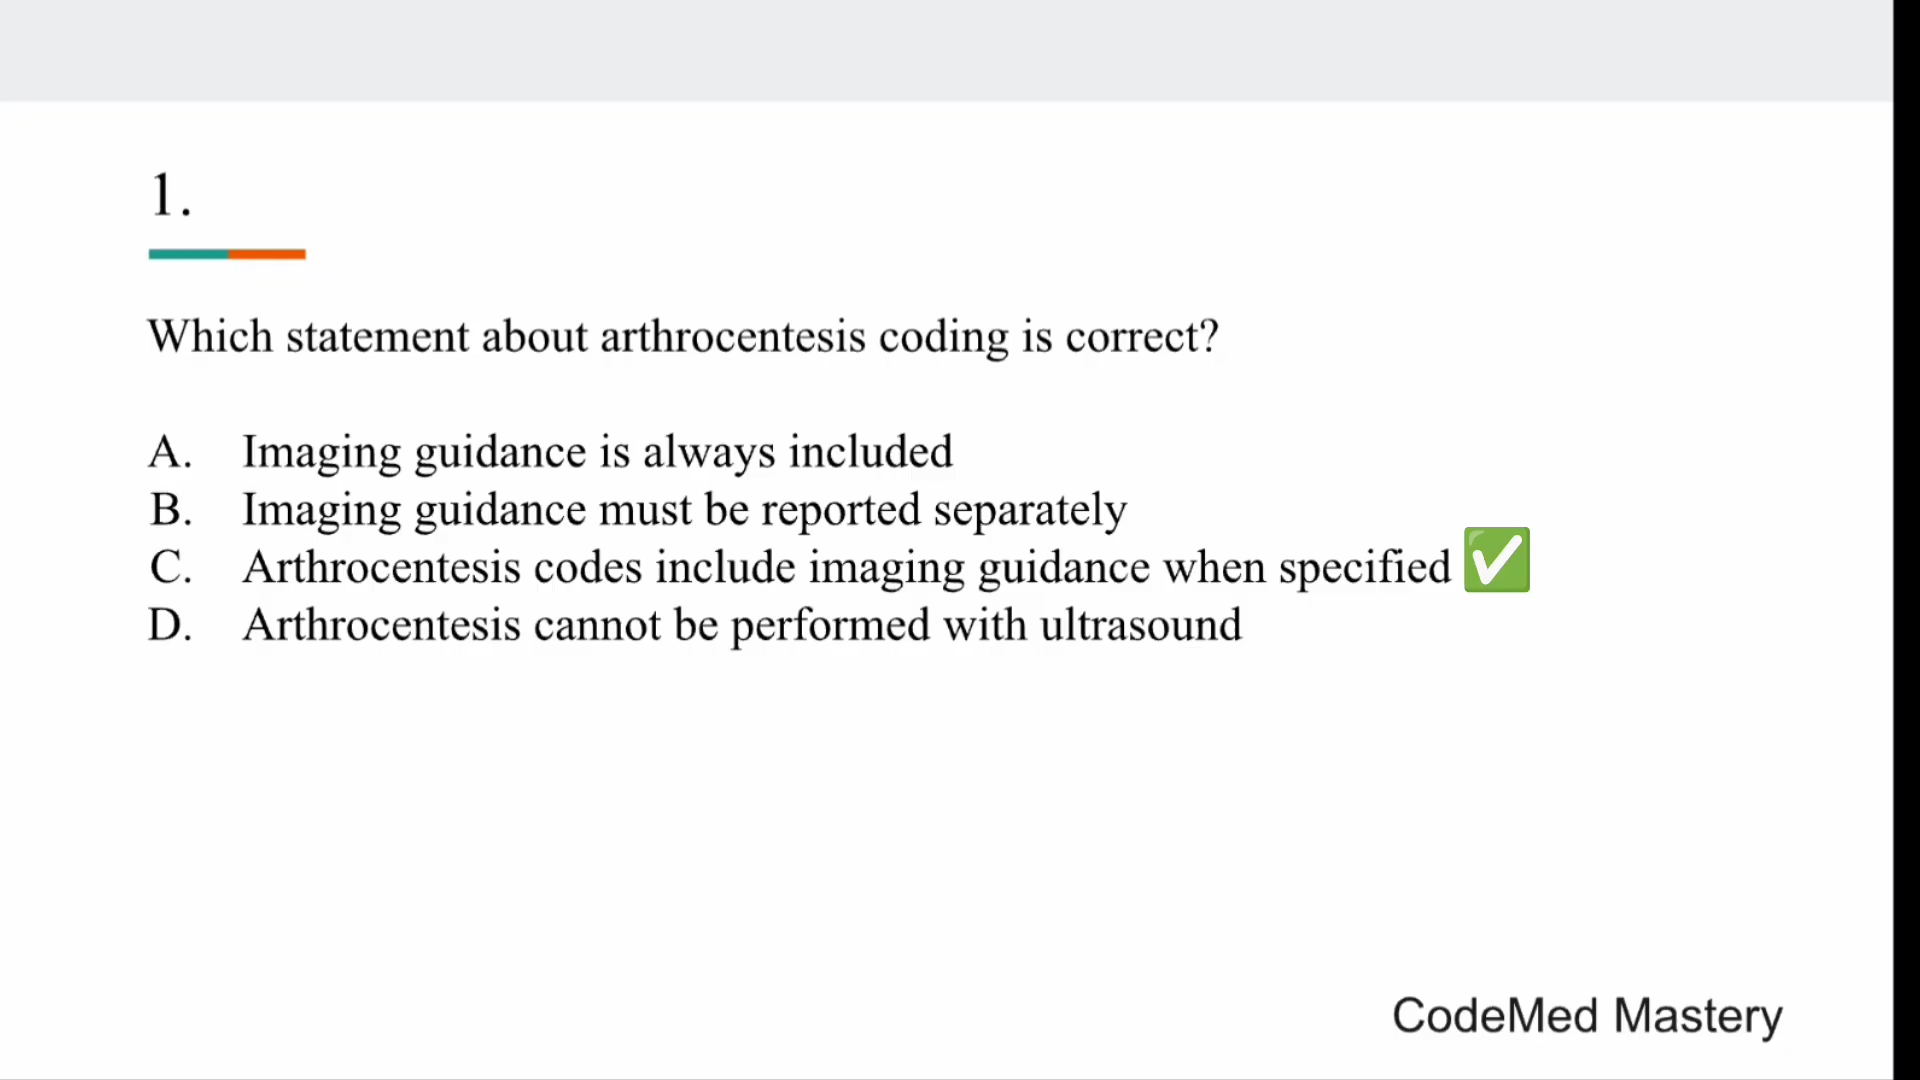 1.
Which statement about arthrocentesis coding is correct?
A. Imaging guidance is always included
B. Imaging guidance must be reported separately
C. Arthrocentesis codes include imaging guidance when specified ✅
D. Arthrocentesis cannot be performed with ultrasound
CodeMed Mastery